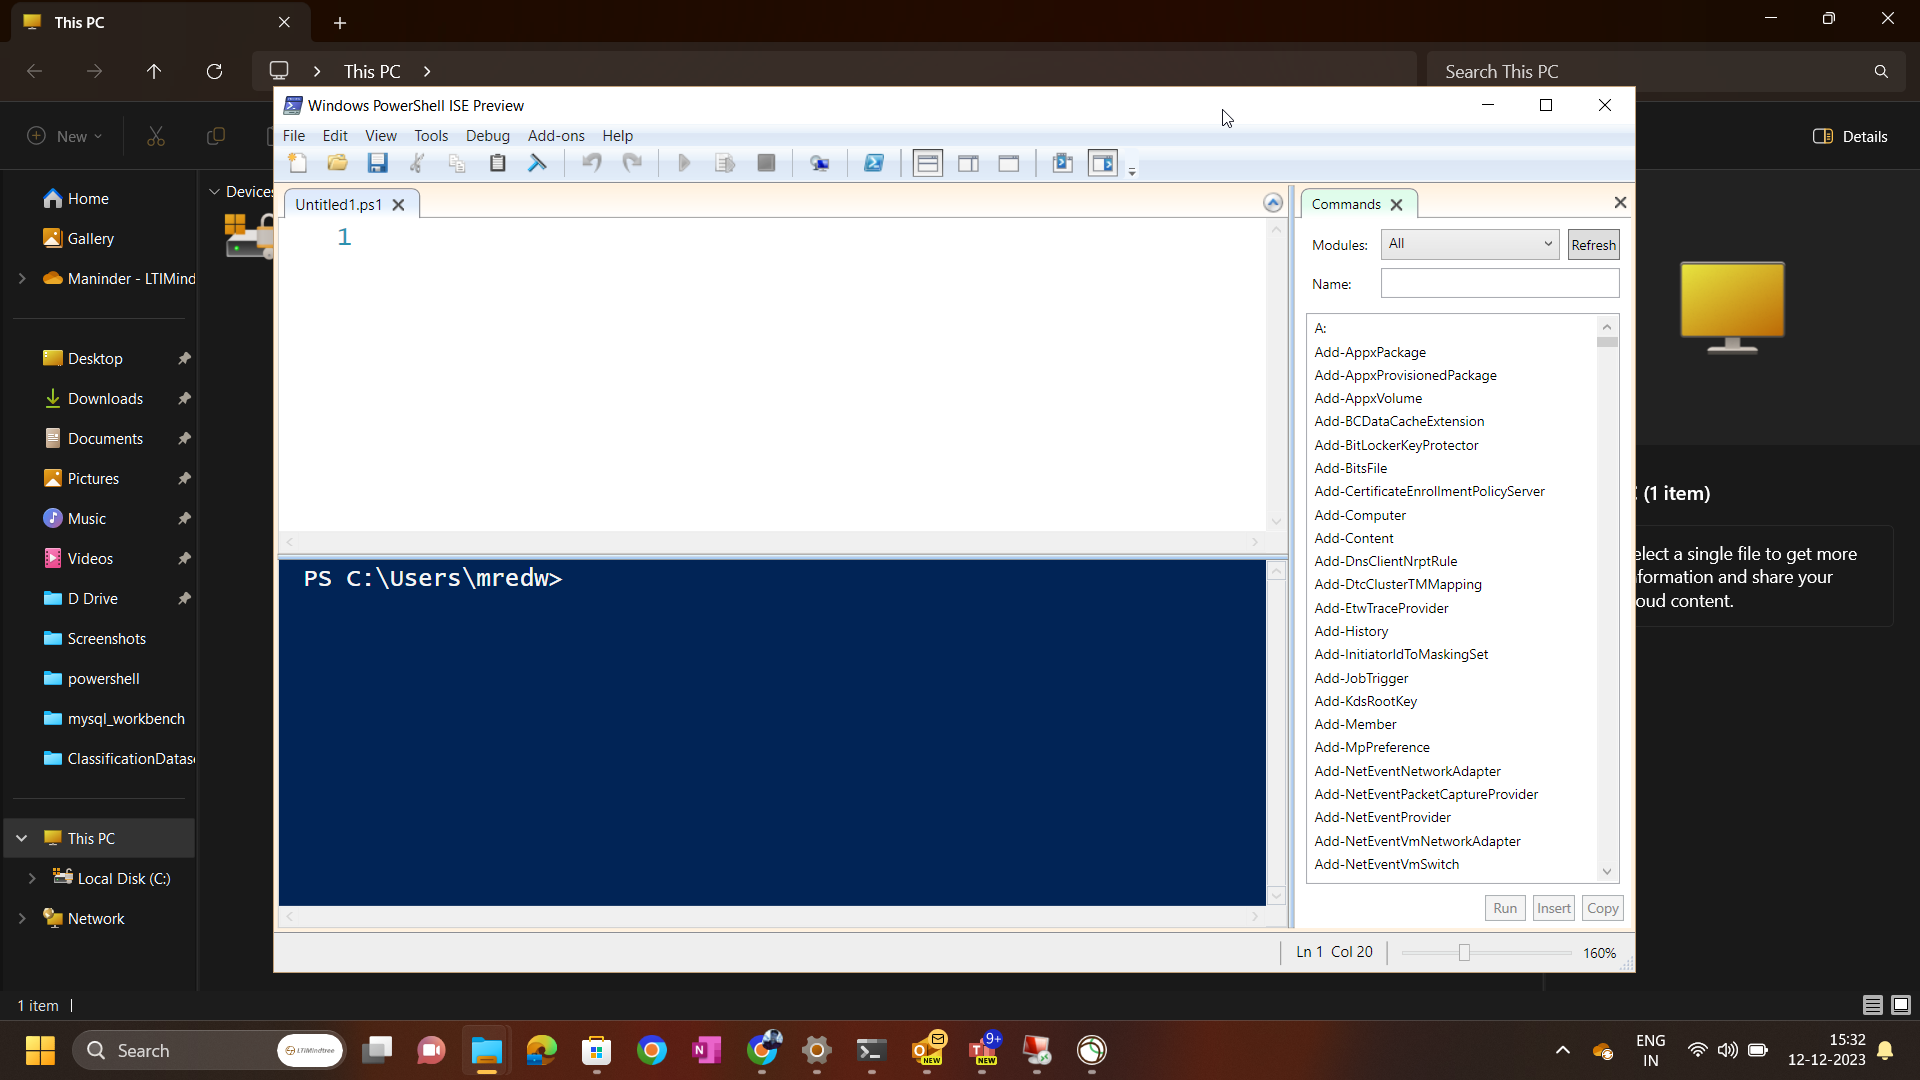 This PC
This PC
Search This PC
New
Details
Windows PowerShell ISE Preview
File Edit View Tools Debug Add-ons Help
Home
Gallery
Maninder - LTIMind
Desktop
Downloads
Documents
Pictures
Music
Videos
D Drive
Screenshots
powershell
mysql_workbench
ClassificationDatas
This PC
Local Disk (C:)
Network
Devices
Untitled1.ps1
1
PS C:\Users\mredw>
Commands
Modules: All Refresh
Name:
A:
Add-AppxPackage
Add-AppxProvisionedPackage
Add-AppxVolume
Add-BCDataCacheExtension
Add-BitLockerKeyProtector
Add-BitsFile
Add-CertificateEnrollmentPolicyServer
Add-Computer
Add-Content
Add-DnsClientNrptRule
Add-DtcClusterTMMapping
Add-EtwTraceProvider
Add-History
Add-InitiatorIdToMaskingSet
Add-JobTrigger
Add-KdsRootKey
Add-Member
Add-MpPreference
Add-NetEventNetworkAdapter
Add-NetEventPacketCaptureProvider
Add-NetEventProvider
Add-NetEventVmNetworkAdapter
Add-NetEventVmSwitch
Run Insert Copy
Ln 1 Col 20 160%
(1 item)
elect a single file to get more
formation and share your
oud content.
1 item
Search
LTIMindtree
NEW
9+
NEW
ENG
IN
15:32
12-12-2023